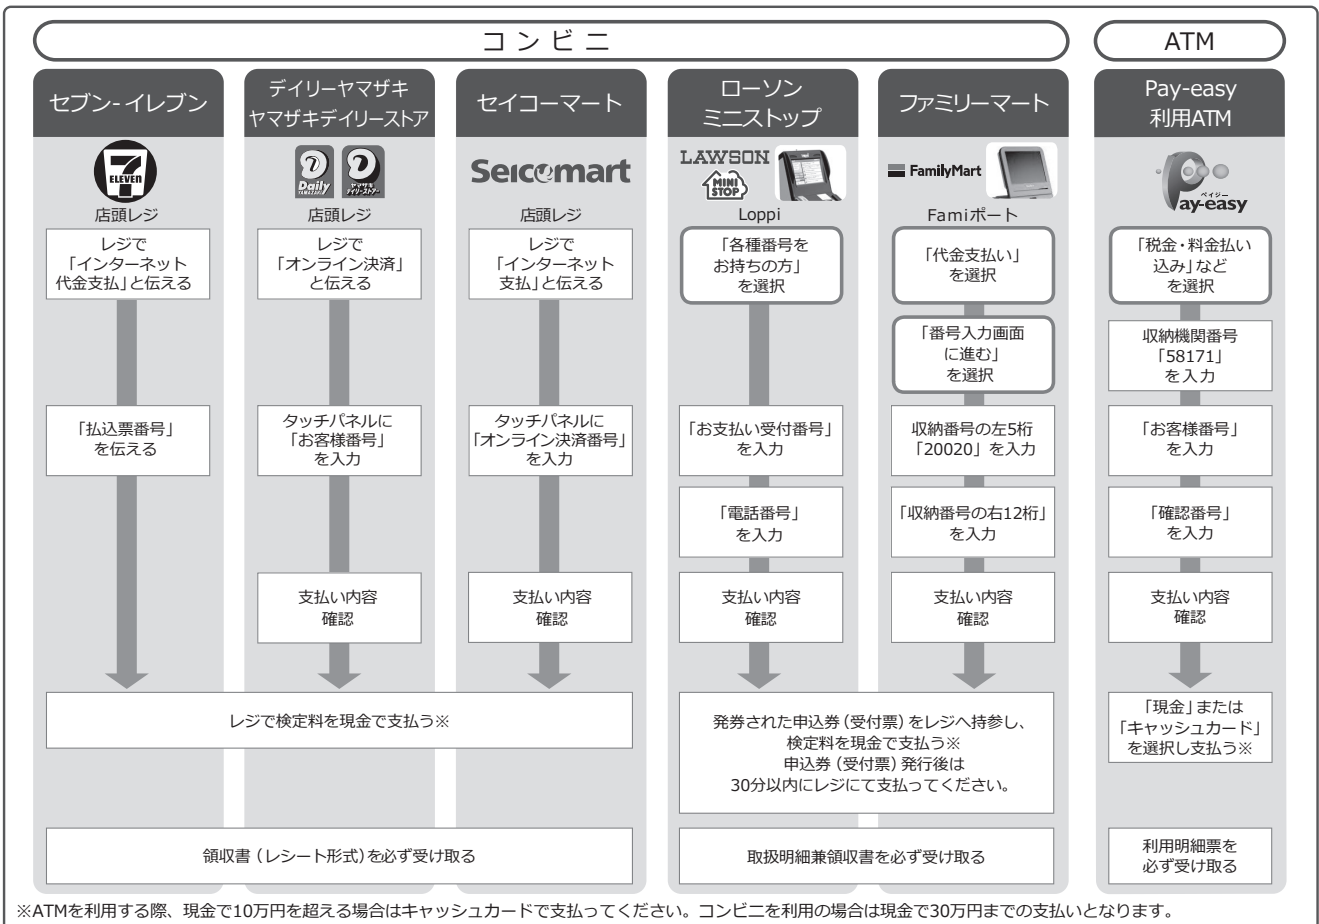 コンビニ
ATM
セブン-イレブン
デイリーヤマザキ
ヤマザキデイリーストア
セイコーマート
ローソン
ミニストップ
ファミリーマート
Pay-easy
利用ATM
7
ELEVEN
Daily
YAMAZAKI
ヤマザキ
デイリーストアー
Seicomart
LAWSON
MINI
STOP
FamilyMart
ペイジー
Pay-easy
店頭レジ
店頭レジ
店頭レジ
Loppi
Famiポート
レジで
「インターネット
代金支払」と伝える
レジで
「オンライン決済」
と伝える
レジで
「インターネット
支払」と伝える
「各種番号を
お持ちの方」
を選択
「代金支払い」
を選択
「税金・料金払い
込み」など
を選択
「番号入力画面
に進む」
を選択
収納機関番号
「58171」
を入力
「払込票番号」
を伝える
タッチパネルに
「お客様番号」
を入力
タッチパネルに
「オンライン決済番号」
を入力
「お支払い受付番号」
を入力
収納番号の左5桁
「20020」を入力
「お客様番号」
を入力
「電話番号」
を入力
「収納番号の右12桁」
を入力
「確認番号」
を入力
支払い内容
確認
支払い内容
確認
支払い内容
確認
支払い内容
確認
支払い内容
確認
レジで検定料を現金で支払う※
発券された申込券（受付票）をレジへ持参し、
検定料を現金で支払う※
申込券（受付票）発行後は
30分以内にレジにて支払ってください。
「現金」または
「キャッシュカード」
を選択し支払う※
領収書（レシート形式）を必ず受け取る
取扱明細兼領収書を必ず受け取る
利用明細票を
必ず受け取る
※ATMを利用する際、現金で10万円を超える場合はキャッシュカードで支払ってください。コンビニを利用の場合は現金で30万円までの支払いとなります。